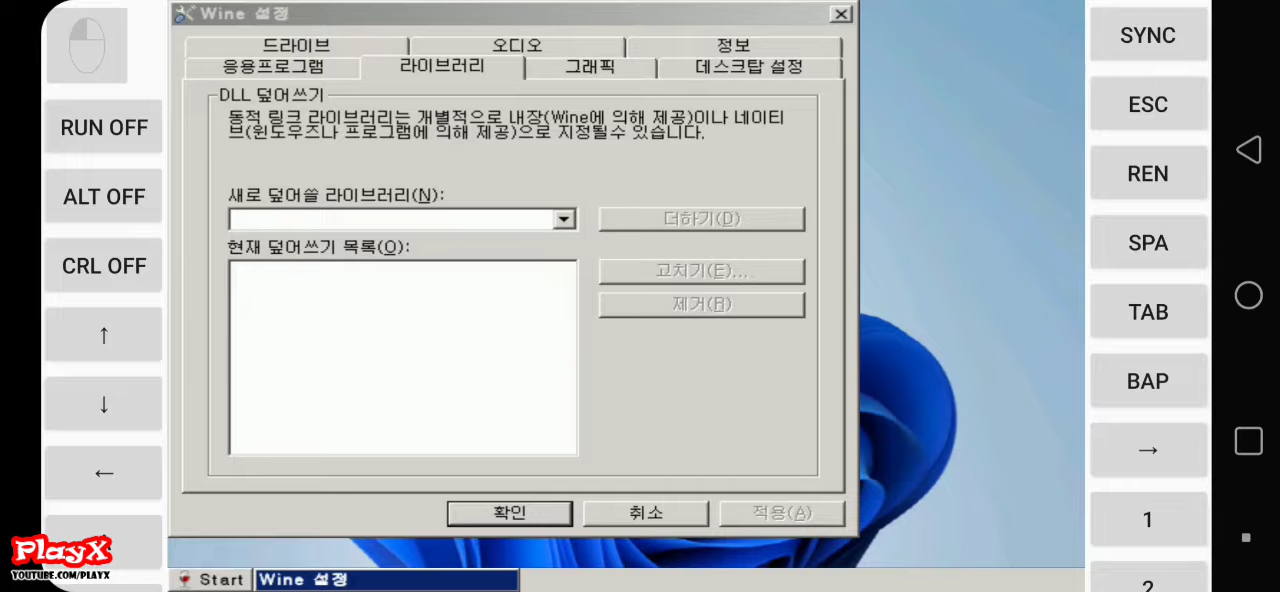 Wine 설정
드라이브
오디오
정보
응용프로그램
라이브러리
그래픽
데스크탑 설정
DLL 덮어쓰기
동적 링크 라이브러리는 개별적으로 내장(Wine에 의해 제공)이나 네이티
브(윈도우즈나 프로그램에 의해 제공)으로 지정될수 있습니다.
새로 덮어쓸 라이브러리(N):
더하기(D)
현재 덮어쓰기 목록(O):
고치기(E)...
제거(R)
확인
취소
적용(A)
Start
Wine 설정
RUN OFF
ALT OFF
CRL OFF
↑
↓
←
SYNC
ESC
REN
SPA
TAB
BAP
→
1
2
PlayX
YOUTUBE.COM/PLAYX